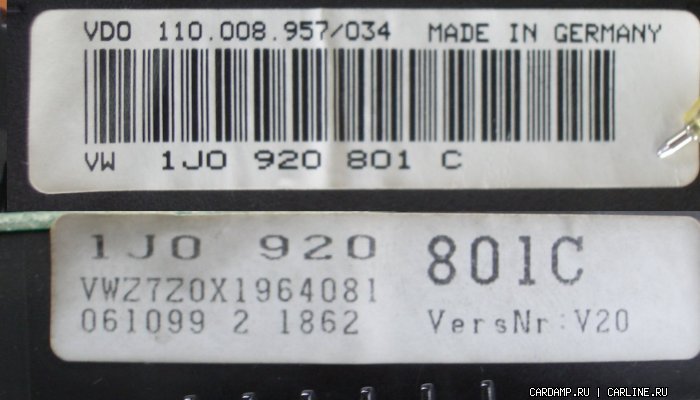 VDO 110.008.957/034 MADE IN GERMANY
VW 1J0 920 801 C
1J0 920 801C
VWZ7Z0X1964081
061099 2 1862 VersNr:V20
CARDAMP.RU | CARLINE.RU